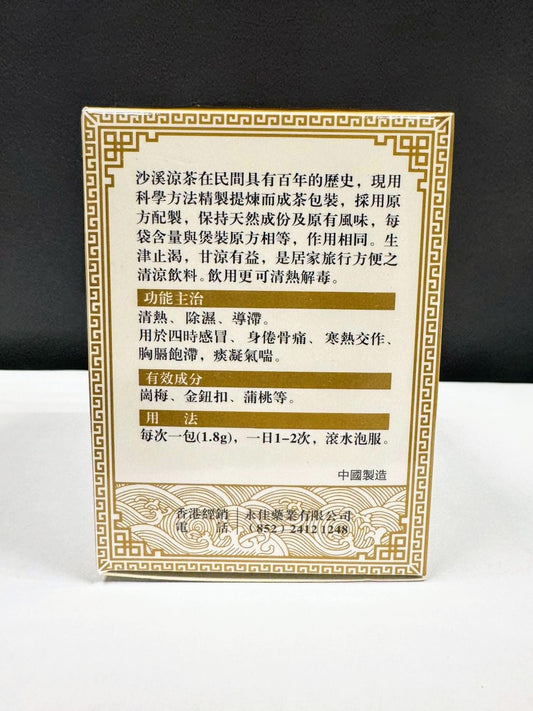 沙溪涼茶在民間具有百年的歷史，現用
科學方法精製提煉而成茶包裝，採用原
方配製，保持天然成份及原有風味，每
袋含量與煲裝原方相等，作用相同。生
津止渴，甘涼有益，是居家旅行方便之
清涼飲料。飲用更可清熱解毒。
功能主治
清熱、除濕、導滯。
用於四時感冒、身倦骨痛、寒熱交作、
胸膈飽滯，痰凝氣喘。
有效成分
崗梅、金鈕扣、蒲桃等。
用 法
每次一包(1.8g)，一日1-2次，滾水泡服。
中國製造
香港經銷 永佳藥業有限公司
電 話 (852) 2412 1248